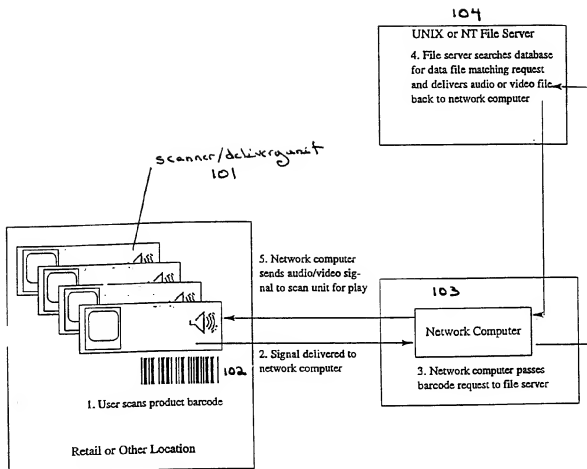 104
UNIX or NT File Server
4. File server searches database
for data file matching request
and delivers audio or video file
back to network computer
scanner/delivery unit
101
5. Network computer
sends audio/video sig-
nal to scan unit for play
103
Network Computer
2. Signal delivered to
network computer
3. Network computer passes
barcode request to file server
102
1. User scans product barcode
Retail or Other Location